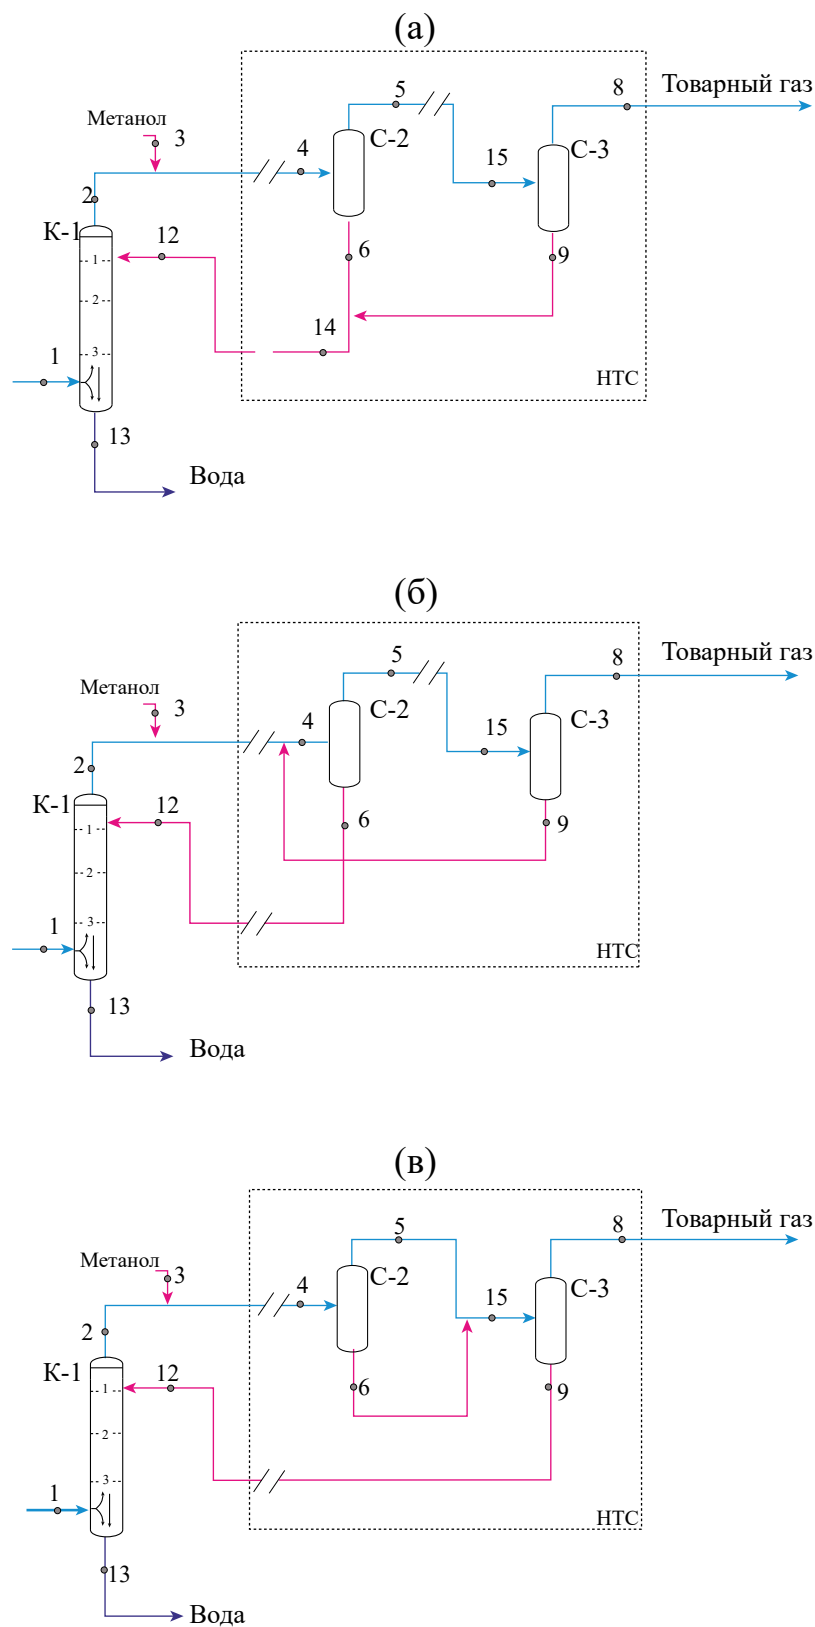 (а)
5
8
Товарный газ
Метанол
3
4
С-2
15
С-3
2
К-1
12
6
9
1
2
3
1
14
НТС
13
Вода
(б)
5
8
Товарный газ
Метанол
3
4
С-2
15
С-3
2
К-1
12
6
9
1
2
3
1
НТС
13
Вода
(в)
5
8
Товарный газ
Метанол
3
4
С-2
15
С-3
2
К-1
12
6
9
1
2
3
1
НТС
13
Вода